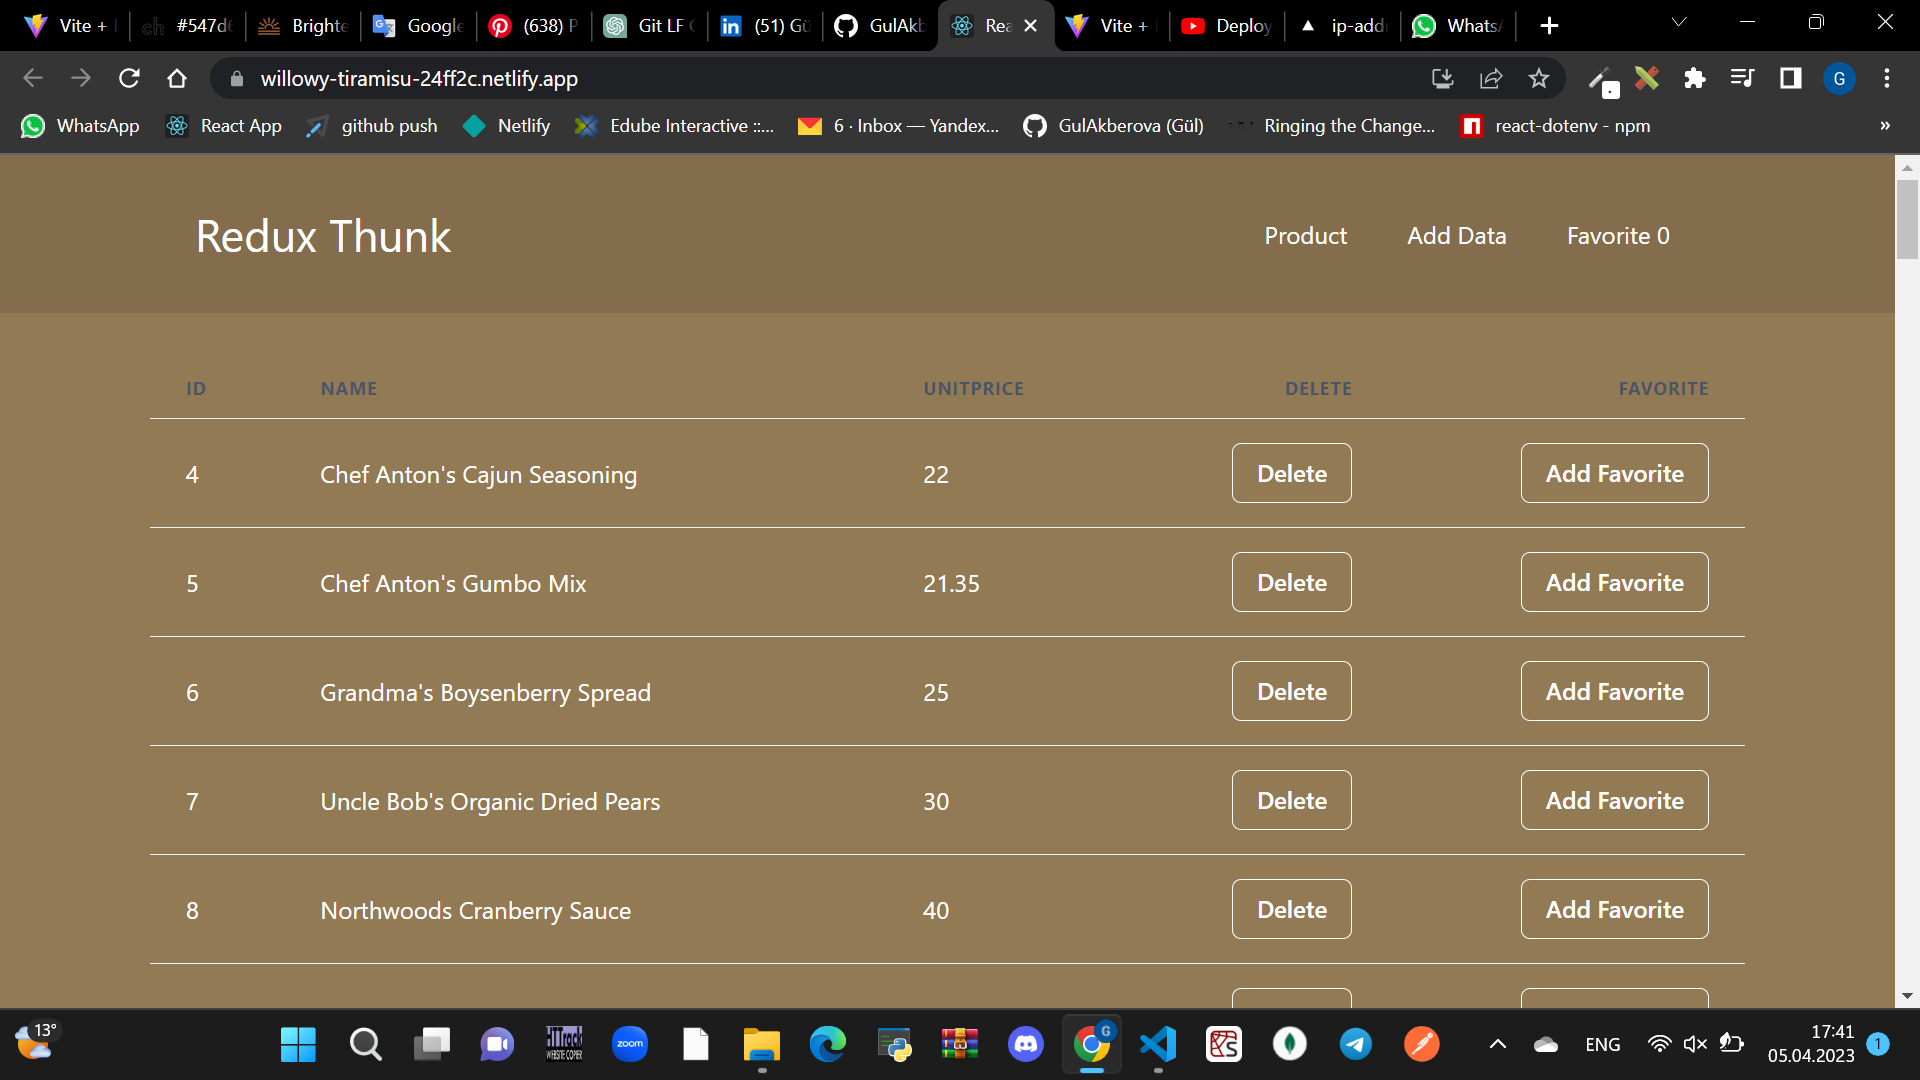 Vite + #547d Brighte Google (638) P Git LF (51) Gü GulAkb Rea Vite + Deploy ip-add Whats
willowy-tiramisu-24ff2c.netlify.app
WhatsApp React App github push Netlify Edube Interactive ::... 6 · Inbox — Yandex... GulAkberova (Gül) Ringing the Change... react-dotenv - npm »
Redux Thunk Product Add Data Favorite 0
ID NAME UNITPRICE DELETE FAVORITE
4 Chef Anton's Cajun Seasoning 22 Delete Add Favorite
5 Chef Anton's Gumbo Mix 21.35 Delete Add Favorite
6 Grandma's Boysenberry Spread 25 Delete Add Favorite
7 Uncle Bob's Organic Dried Pears 30 Delete Add Favorite
8 Northwoods Cranberry Sauce 40 Delete Add Favorite
13° HTTrack WEBSITE COPIER zoom G ENG 17:41
05.04.2023 1